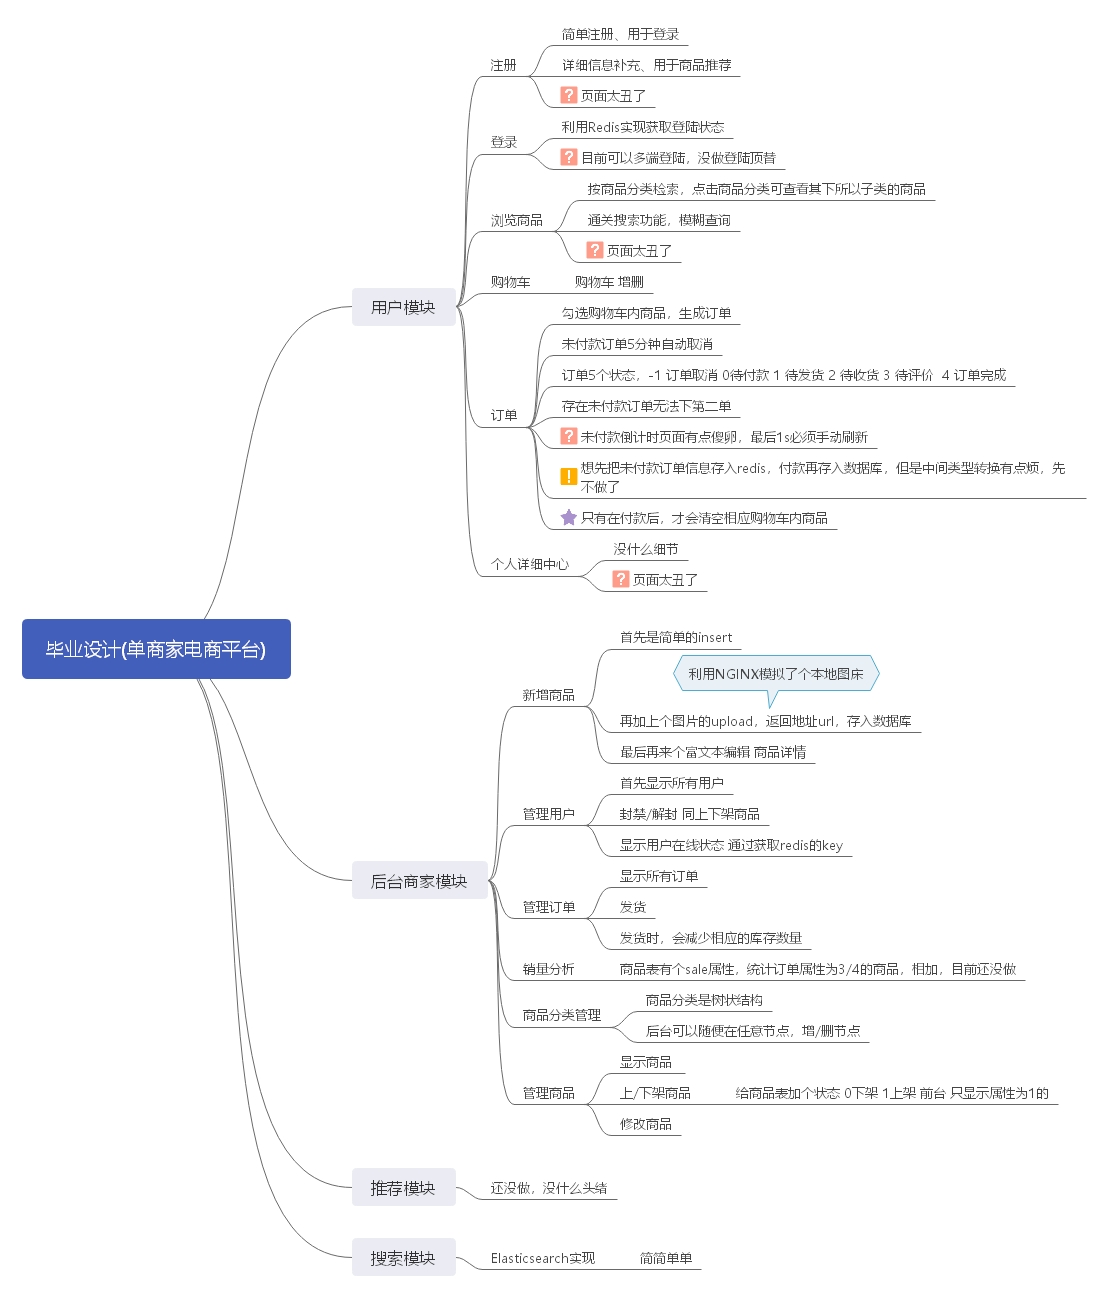 毕业设计(单商家电商平台)
用户模块
注册
简单注册、用于登录
详细信息补充、用于商品推荐
页面太丑了
登录
利用Redis实现获取登陆状态
目前可以多端登陆，没做登陆顶替
浏览商品
按商品分类检索，点击商品分类可查看其下所以子类的商品
通关搜索功能，模糊查询
页面太丑了
购物车
购物车 增删
订单
勾选购物车内商品，生成订单
未付款订单5分钟自动取消
订单5个状态，-1 订单取消 0待付款 1 待发货 2 待收货 3 待评价  4 订单完成
存在未付款订单无法下第二单
未付款倒计时页面有点傻卵，最后1s必须手动刷新
想先把未付款订单信息存入redis，付款再存入数据库，但是中间类型转换有点烦，先
不做了
只有在付款后，才会清空相应购物车内商品
个人详细中心
没什么细节
页面太丑了
后台商家模块
新增商品
首先是简单的insert
利用NGINX模拟了个本地图床
再加上个图片的upload，返回地址url，存入数据库
最后再来个富文本编辑 商品详情
管理用户
首先显示所有用户
封禁/解封 同上下架商品
显示用户在线状态 通过获取redis的key
管理订单
显示所有订单
发货
发货时，会减少相应的库存数量
销量分析
商品表有个sale属性，统计订单属性为3/4的商品，相加，目前还没做
商品分类管理
商品分类是树状结构
后台可以随便在任意节点，增/删节点
管理商品
显示商品
上/下架商品
给商品表加个状态 0下架 1上架 前台 只显示属性为1的
修改商品
推荐模块
还没做，没什么头绪
搜索模块
Elasticsearch实现
简简单单